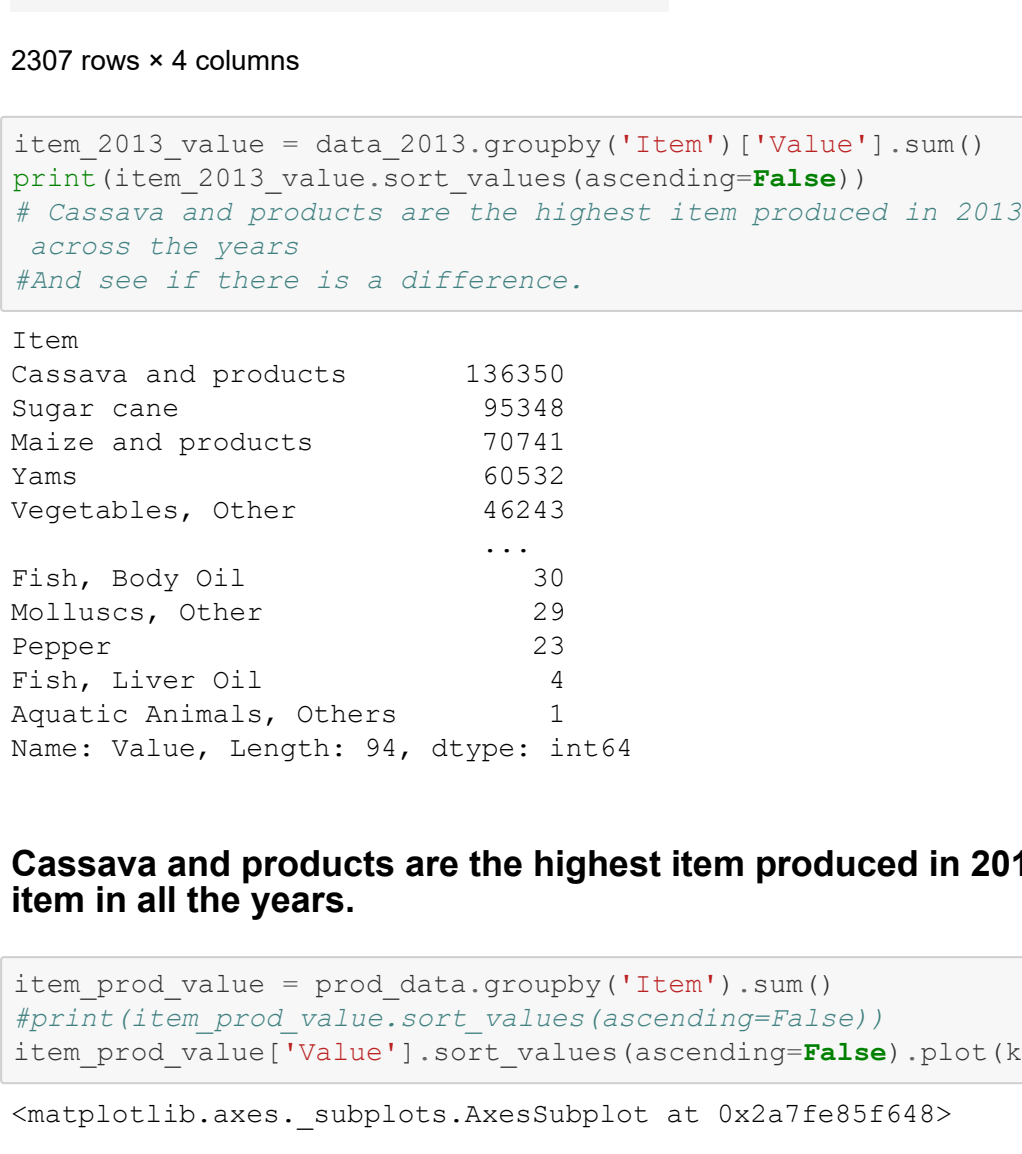 2307 rows × 4 columns
item_2013_value = data_2013.groupby('Item')['Value'].sum()
print(item_2013_value.sort_values(ascending=False))
# Cassava and products are the highest item produced in 2013
across the years
#And see if there is a difference.
Item
Cassava and products 136350
Sugar cane 95348
Maize and products 70741
Yams 60532
Vegetables, Other 46243
...
Fish, Body Oil 30
Molluscs, Other 29
Pepper 23
Fish, Liver Oil 4
Aquatic Animals, Others 1
Name: Value, Length: 94, dtype: int64
Cassava and products are the highest item produced in 201
item in all the years.
item_prod_value = prod_data.groupby('Item').sum()
#print(item_prod_value.sort_values(ascending=False))
item_prod_value['Value'].sort_values(ascending=False).plot(k
<matplotlib.axes._subplots.AxesSubplot at 0x2a7fe85f648>